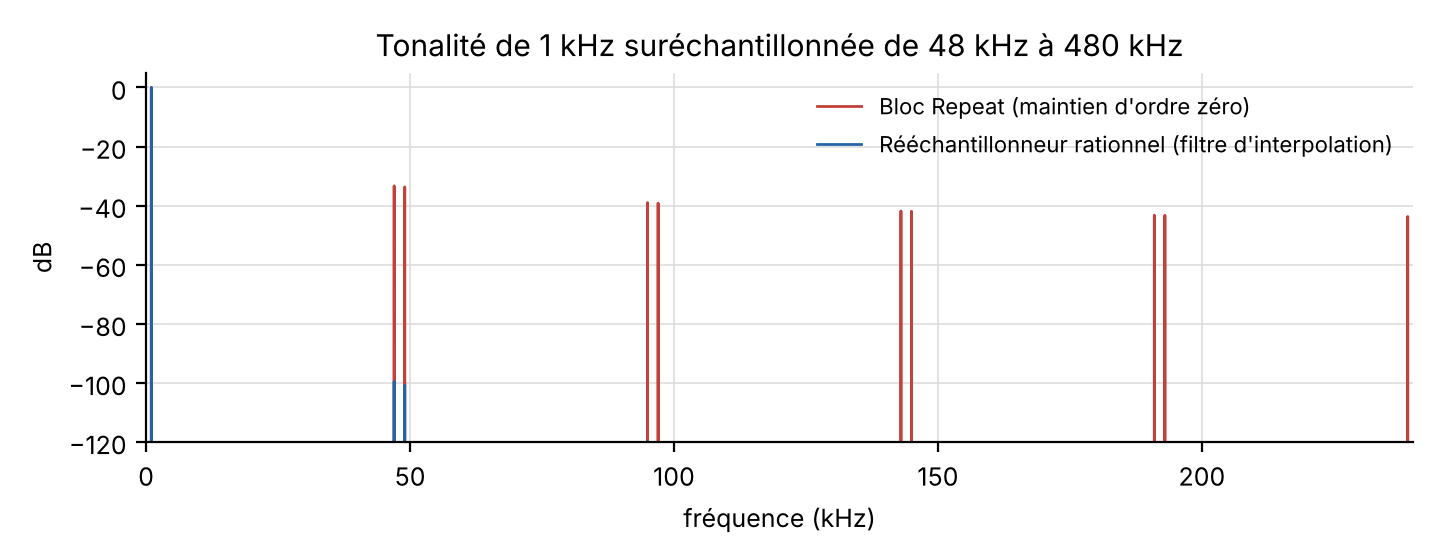 Tonalité de 1 kHz suréchantillonnée de 48 kHz à 480 kHz
Bloc Repeat (maintien d'ordre zéro)
Rééchantillonneur rationnel (filtre d'interpolation)
dB
0
−20
−40
−60
−80
−100
−120
0
50
100
150
200
fréquence (kHz)